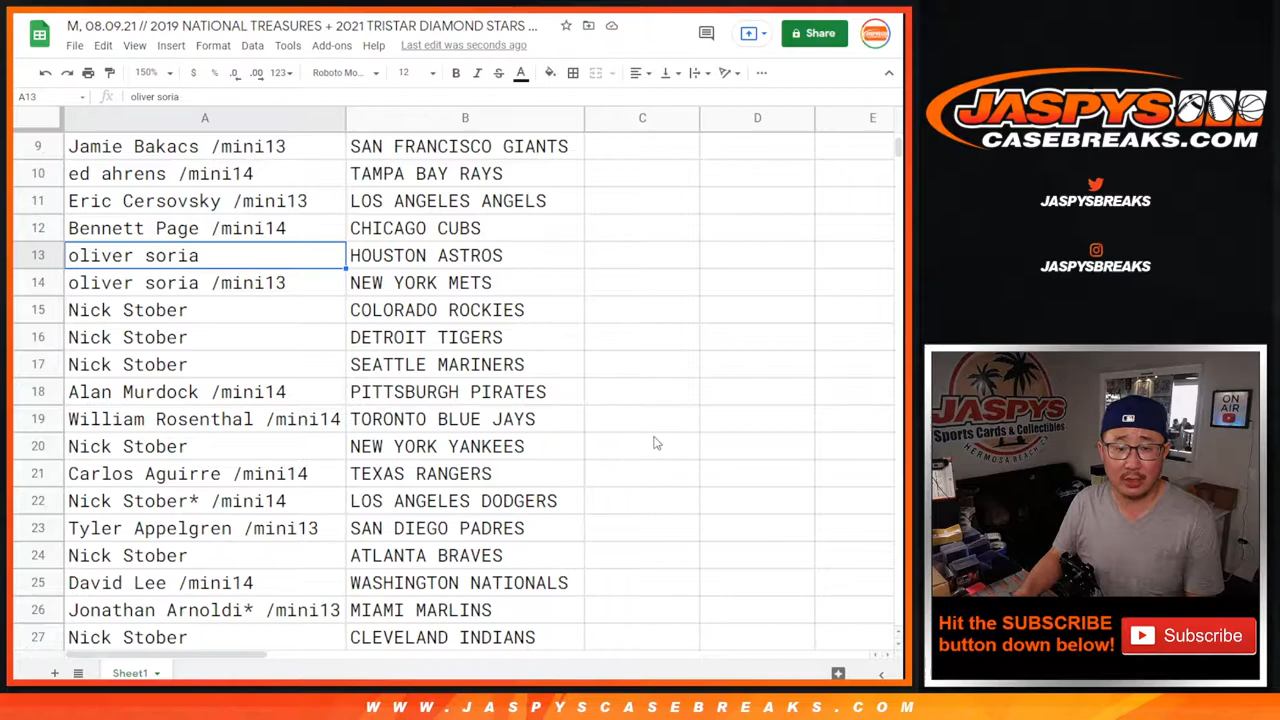 M, 08.09.21 // 2019 NATIONAL TREASURES + 2021 TRISTAR DIAMOND STARS ...
File Edit View Insert Format Data Tools Add-ons Help Last edit was seconds ago
Share
150% $ % .0 .00 123 Roboto Mo... 12 B I S A
A13 fx oliver soria
A B C D E
9 Jamie Bakacs /mini13 SAN FRANCISCO GIANTS
10 ed ahrens /mini14 TAMPA BAY RAYS
11 Eric Cersovsky /mini13 LOS ANGELES ANGELS
12 Bennett Page /mini14 CHICAGO CUBS
13 oliver soria HOUSTON ASTROS
14 oliver soria /mini13 NEW YORK METS
15 Nick Stober COLORADO ROCKIES
16 Nick Stober DETROIT TIGERS
17 Nick Stober SEATTLE MARINERS
18 Alan Murdock /mini14 PITTSBURGH PIRATES
19 William Rosenthal /mini14 TORONTO BLUE JAYS
20 Nick Stober NEW YORK YANKEES
21 Carlos Aguirre /mini14 TEXAS RANGERS
22 Nick Stober* /mini14 LOS ANGELES DODGERS
23 Tyler Appelgren /mini13 SAN DIEGO PADRES
24 Nick Stober ATLANTA BRAVES
25 David Lee /mini14 WASHINGTON NATIONALS
26 Jonathan Arnoldi* /mini13 MIAMI MARLINS
27 Nick Stober CLEVELAND INDIANS
Sheet1
JASPYS
CASEBREAKS.COM
JASPYSBREAKS
JASPYSBREAKS
JASPYS
Sports Cards & Collectibles
HERMOSA BEACH, CA
ON AIR
Hit the SUBSCRIBE
button down below!
Subscribe
WWW.JASPYSCASEBREAKS.COM